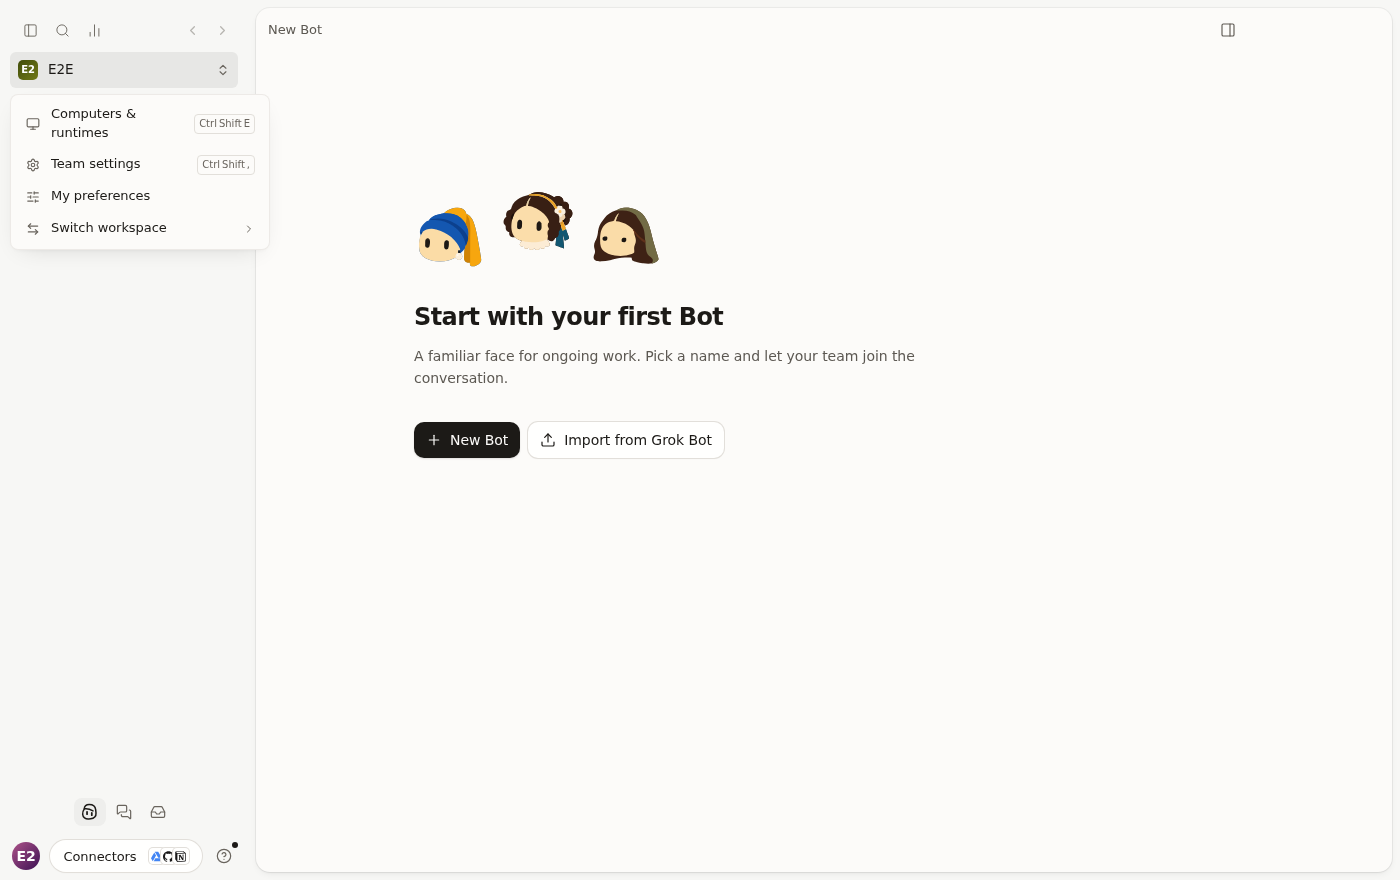 New Bot
E2 E2E
Computers &
runtimes
Ctrl Shift E
Team settings
Ctrl Shift ,
My preferences
Switch workspace
Start with your first Bot
A familiar face for ongoing work. Pick a name and let your team join the
conversation.
New Bot
Import from Grok Bot
E2
Connectors